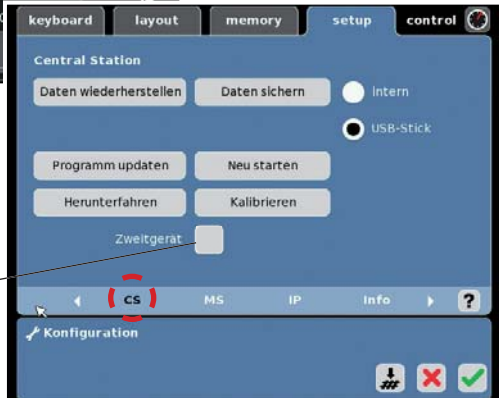 keyboard layout memory setup control
Central Station
Daten wiederherstellen Daten sichern Intern
USB-Stick
Programm updaten Neu starten
Herunterfahren Kalibrieren
Zweitgerät
CS MS IP Info ?
Konfiguration